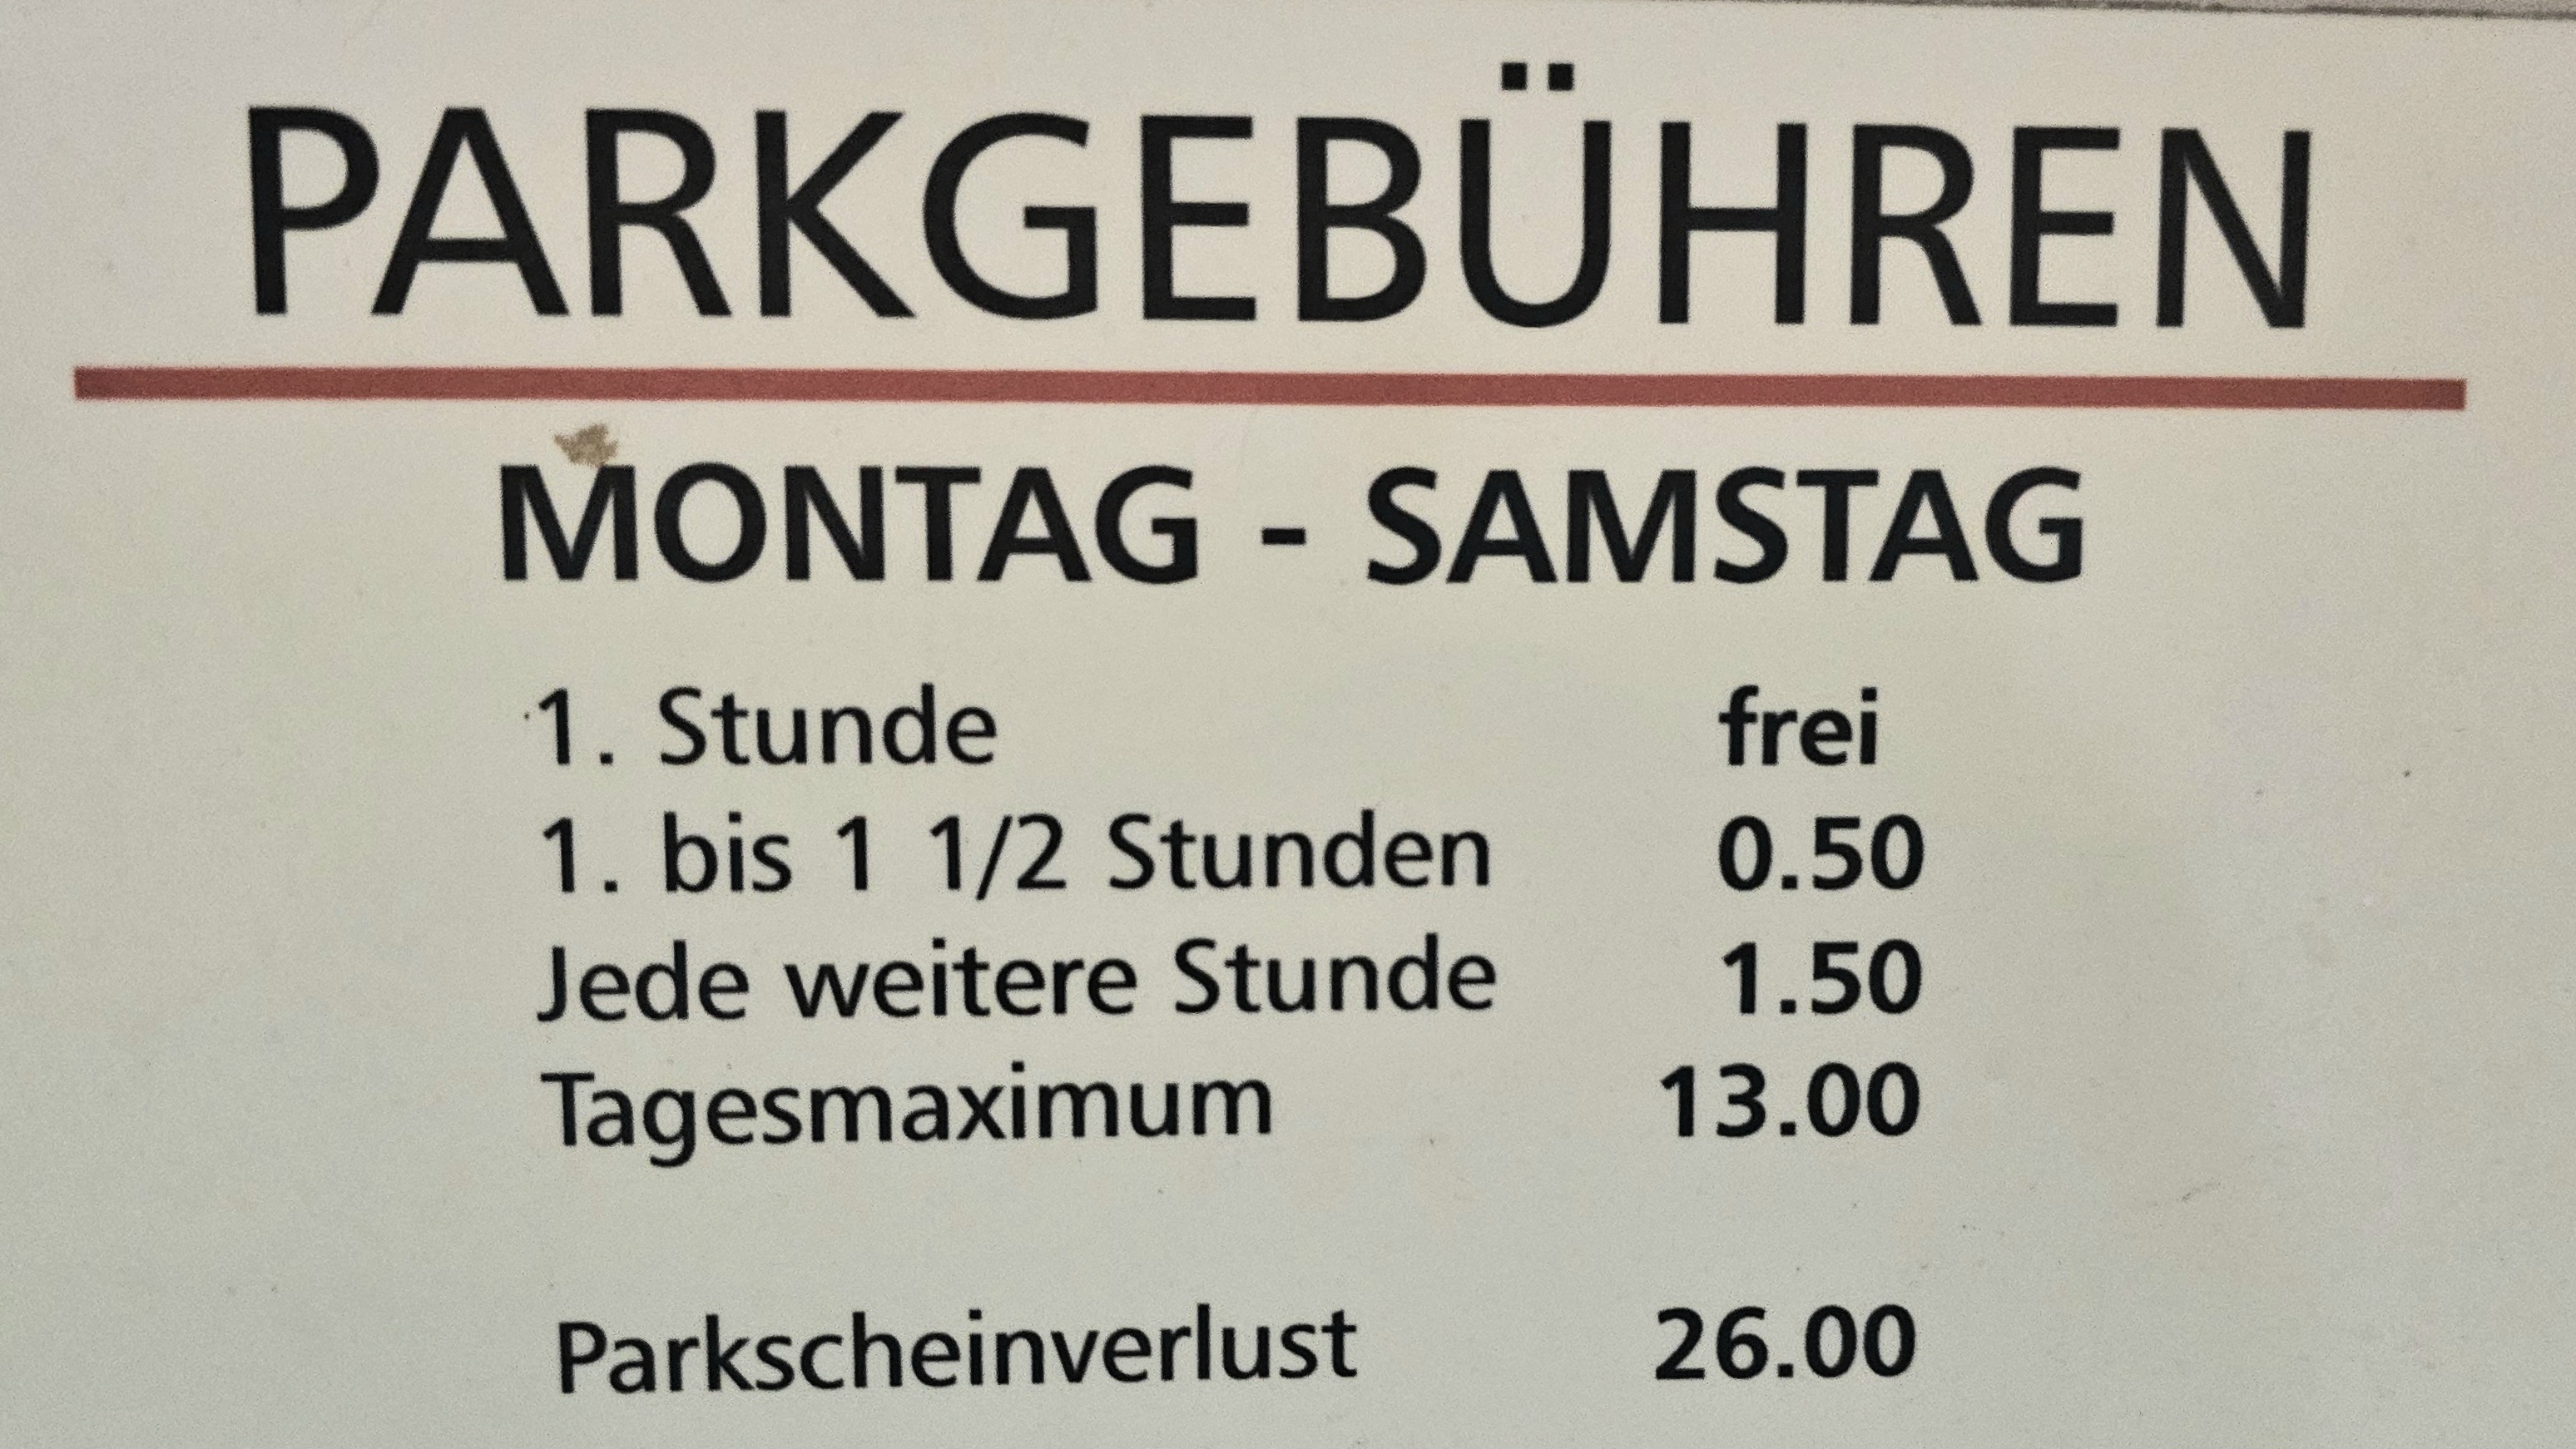 PARKGEBÜHREN
MONTAG - SAMSTAG
1. Stunde frei
1. bis 1 1/2 Stunden 0.50
Jede weitere Stunde 1.50
Tagesmaximum 13.00
Parkscheinverlust 26.00